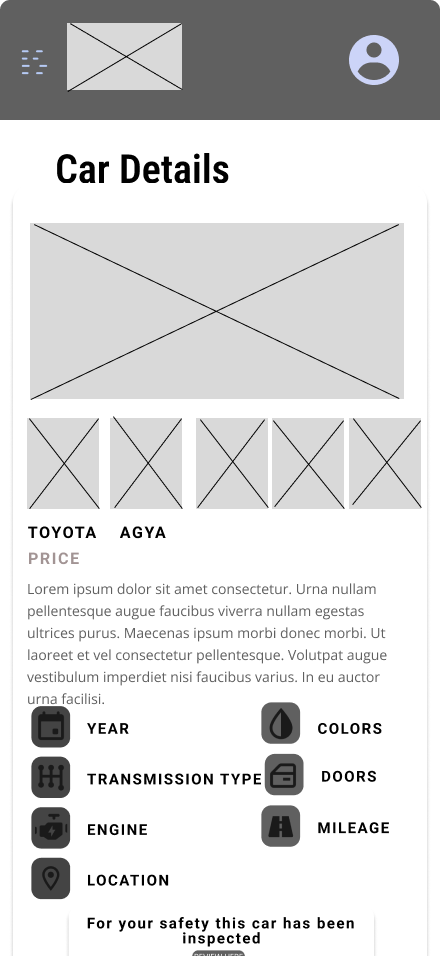 Car Details
TOYOTA AGYA
PRICE
Lorem ipsum dolor sit amet consectetur. Urna nullam
pellentesque augue faucibus viverra nullam egestas
ultrices purus. Maecenas ipsum morbi donec morbi. Ut
laoreet et vel consectetur pellentesque. Volutpat augue
vestibulum imperdiet nisi faucibus varius. In eu auctor
urna facilisi.
YEAR
COLORS
TRANSMISSION TYPE
DOORS
ENGINE
MILEAGE
LOCATION
For your safety this car has been
inspected